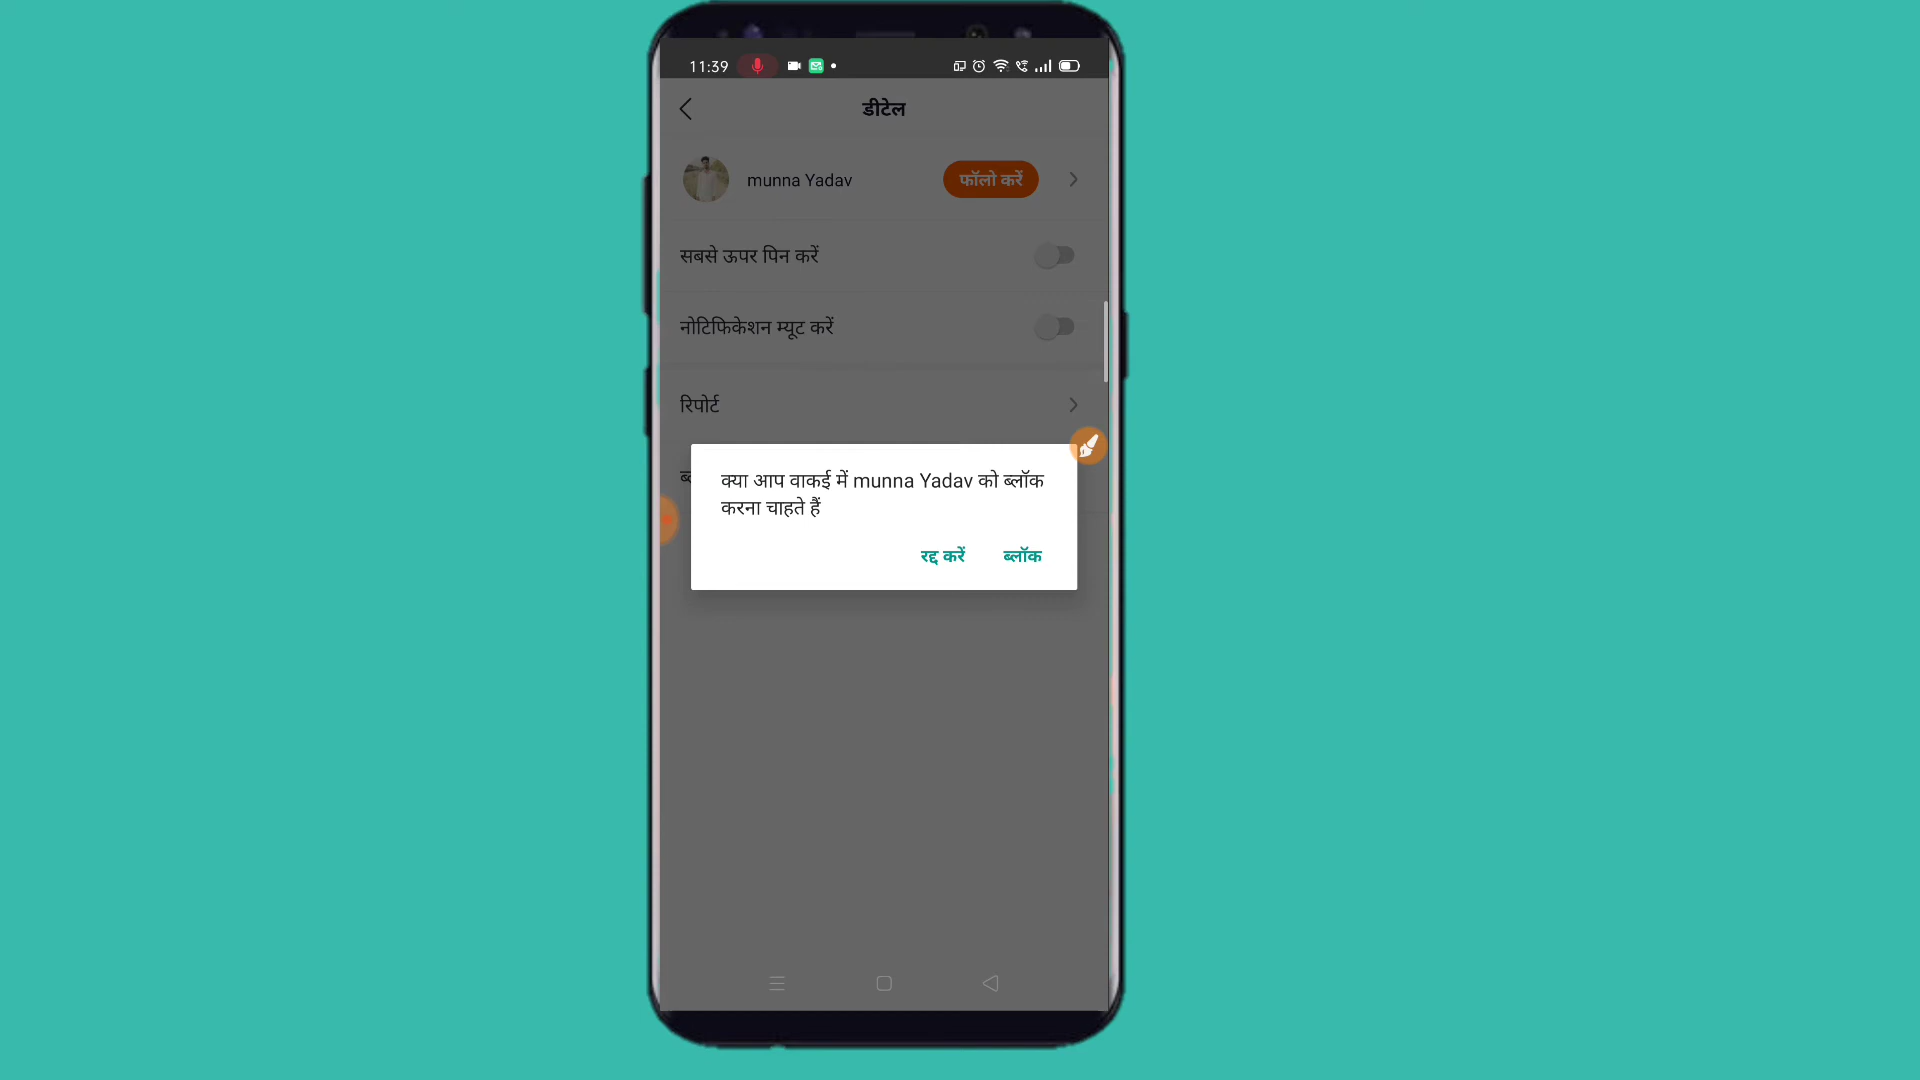 11:39
डीटेल
munna Yadav
फॉलो करें
सबसे ऊपर पिन करें
नोटिफिकेशन म्यूट करें
रिपोर्ट
क्या आप वाकई में munna Yadav को ब्लॉक
करना चाहते हैं
रद्द करें ब्लॉक